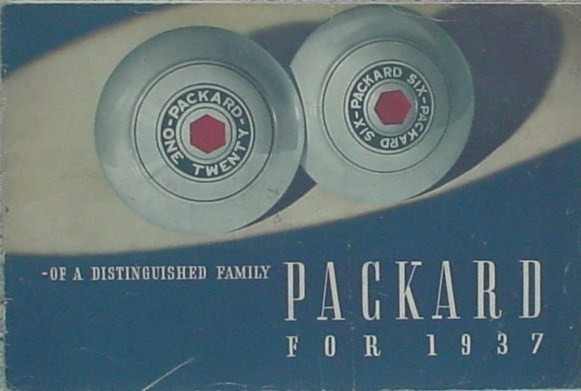 -PACKARD-
ONE TWENTY
PACKARD SIX-PACKARD SIX-
-OF A DISTINGUISHED FAMILY
PACKARD
FOR 1937